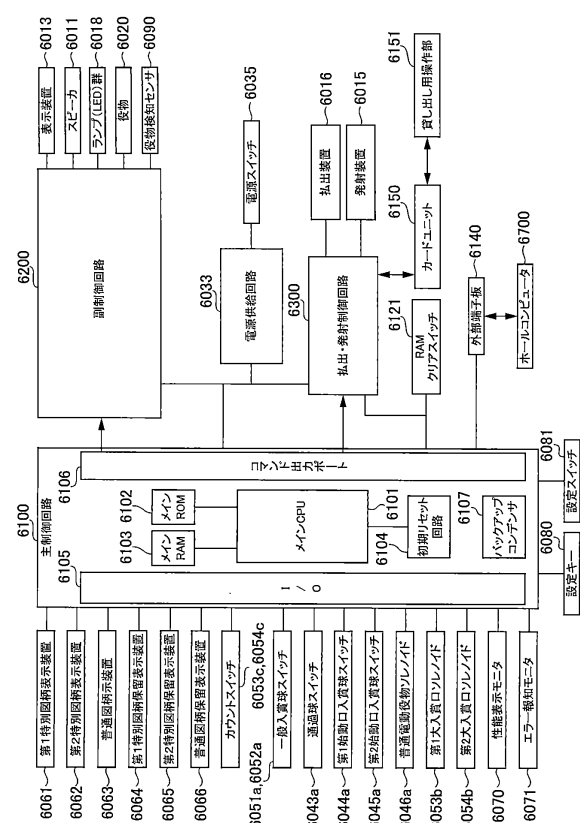 6100
主制御回路
6105
I/O
6103
メインRAM
6102
メインROM
メインCPU
6101
6104
初期リセット回路
6107
バックアップコンデンサ
6106
コマンド出力ポート
6061
第1特別図柄表示装置
6062
第2特別図柄表示装置
6063
普通図柄示装置
6064
第1特別図柄保留表示装置
6065
第2特別図柄保留表示装置
6066
普通図柄保留表示装置
カウントスイッチ
6053c,6054c
6051a,6052a
一般入賞球スイッチ
6043a
通過球スイッチ
6044a
第1始動口入賞球スイッチ
6045a
第2始動口入賞球スイッチ
6046a
普通電動役物ソレノイド
6053b
第1大入賞口ソレノイド
6054b
第2大入賞口ソレノイド
6070
性能表示モニタ
6071
エラー報知モニタ
6080
設定キー
6081
設定スイッチ
6200
副制御回路
表示装置
6013
スピーカ
6011
ランプ(LED)群
6018
役物
6020
役物検知センサ
6090
6033
電源供給回路
電源スイッチ
6035
6300
払出・発射制御回路
払出装置
6016
発射装置
6015
6121
RAM
クリアスイッチ
6150
カードユニット
6151
貸し出し用操作部
6140
外部端子板
6700
ホールコンピュータ